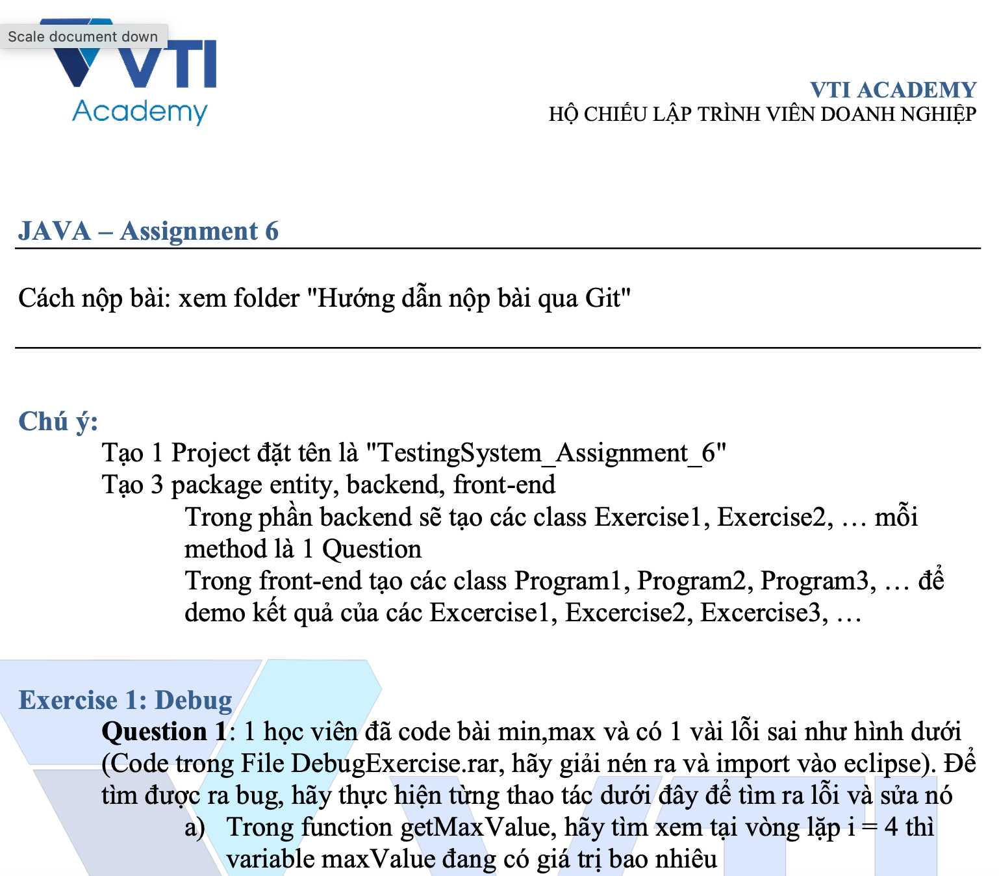 Scale document down
VTI
Academy
VTI ACADEMY
HỘ CHIẾU LẬP TRÌNH VIÊN DOANH NGHIỆP
JAVA – Assignment 6
Cách nộp bài: xem folder "Hướng dẫn nộp bài qua Git"
Chú ý:
Tạo 1 Project đặt tên là "TestingSystem_Assignment_6"
Tạo 3 package entity, backend, front-end
Trong phần backend sẽ tạo các class Exercise1, Exercise2, … mỗi
method là 1 Question
Trong front-end tạo các class Program1, Program2, Program3, … để
demo kết quả của các Excercise1, Excercise2, Excercise3, …
Exercise 1: Debug
Question 1: 1 học viên đã code bài min,max và có 1 vài lỗi sai như hình dưới
(Code trong File DebugExercise.rar, hãy giải nén ra và import vào eclipse). Để
tìm được ra bug, hãy thực hiện từng thao tác dưới đây để tìm ra lỗi và sửa nó
a) Trong function getMaxValue, hãy tìm xem tại vòng lặp i = 4 thì
variable maxValue đang có giá trị bao nhiêu
VTI